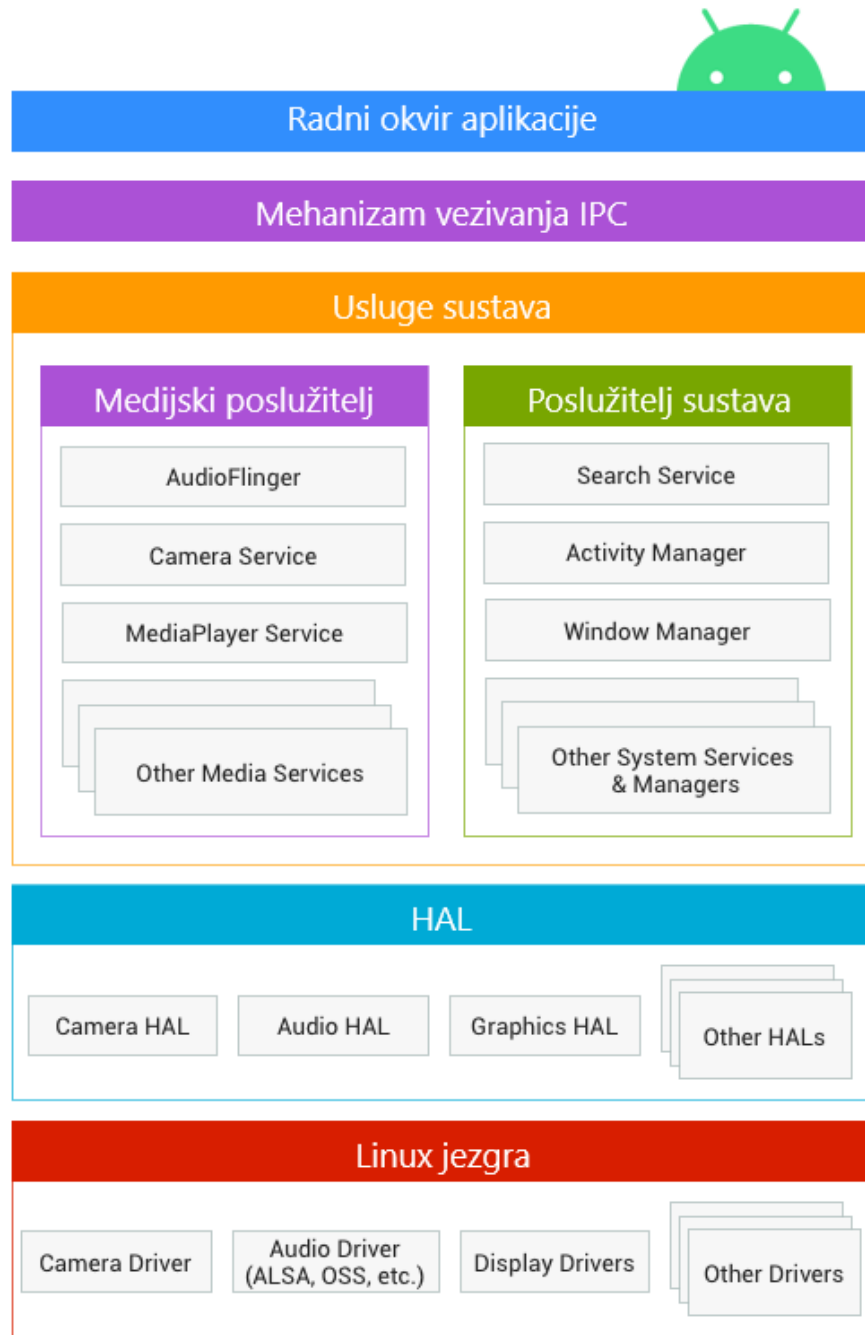 Radni okvir aplikacije
Mehanizam vezivanja IPC
Usluge sustava
Medijski poslužitelj
AudioFlinger
Camera Service
MediaPlayer Service
Other Media Services
Poslužitelj sustava
Search Service
Activity Manager
Window Manager
Other System Services
& Managers
HAL
Camera HAL
Audio HAL
Graphics HAL
Other HALs
Linux jezgra
Camera Driver
Audio Driver
(ALSA, OSS, etc.)
Display Drivers
Other Drivers